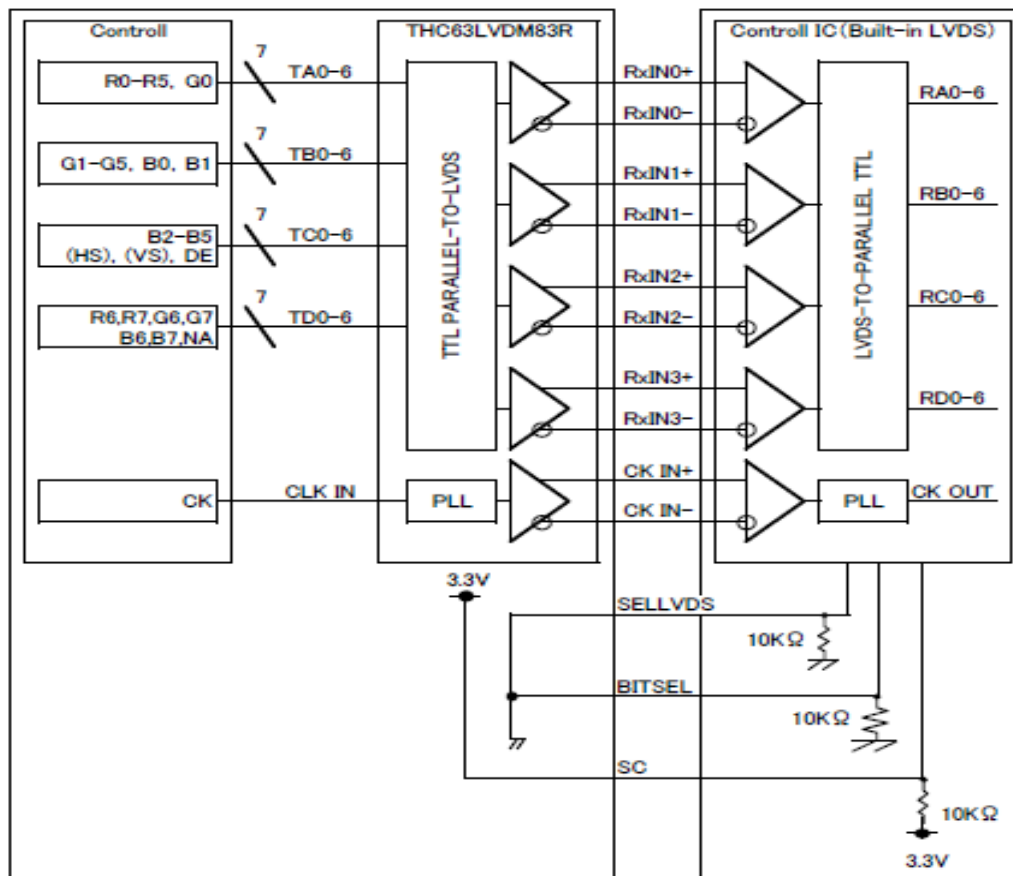 Controll
THC63LVDM83R
Controll IC(Built-in LVDS)
R0-R5, G0
7
TA0-6
RxIN0+
RxIN0-
RA0-6
G1-G5, B0, B1
7
TB0-6
RxIN1+
RxIN1-
RB0-6
B2-B5
(HS), (VS), DE
7
TC0-6
RxIN2+
RxIN2-
RC0-6
R6,R7,G6,G7
B6,B7,NA
7
TD0-6
RxIN3+
RxIN3-
RD0-6
TTL PARALLEL-TO-LVDS
LVDS-TO-PARALLEL TTL
CK
CLK IN
PLL
CK IN+
CK IN-
PLL
CK OUT
3.3V
SELLVDS
10KΩ
BITSEL
10KΩ
SC
10KΩ
3.3V